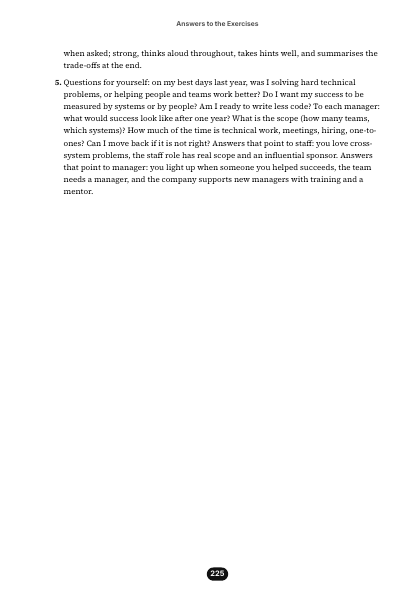 Answers to the Exercises
when asked; strong, thinks aloud throughout, takes hints well, and summarises the
trade-offs at the end.
5. Questions for yourself: on my best days last year, was I solving hard technical
problems, or helping people and teams work better? Do I want my success to be
measured by systems or by people? Am I ready to write less code? To each manager:
what would success look like after one year? What is the scope (how many teams,
which systems)? How much of the time is technical work, meetings, hiring, one-to-
ones? Can I move back if it is not right? Answers that point to staff: you love cross-
system problems, the staff role has real scope and an influential sponsor. Answers
that point to manager: you light up when someone you helped succeeds, the team
needs a manager, and the company supports new managers with training and a
mentor.
225